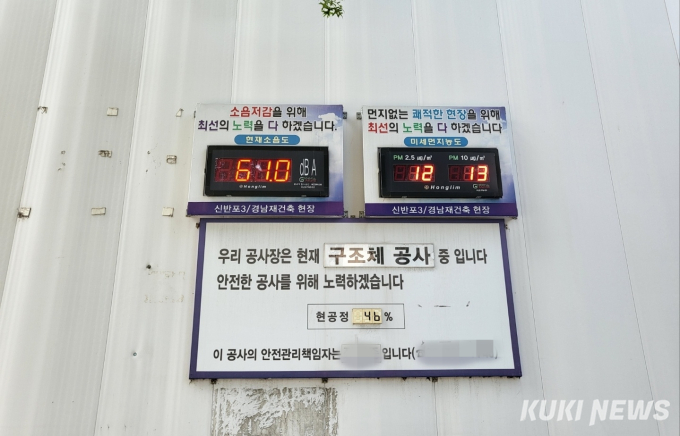 소음저감을 위해
최선의 노력을 다 하겠습니다.
현재소음도
61.0 dB A
Honglim
신반포3/경남재건축 현장
먼지없는 쾌적한 현장을 위해
최선의 노력을 다 하겠습니다.
미세먼지농도
PM 2.5 ㎍/㎥ PM 10 ㎍/㎥
12 13
Honglim
신반포3/경남재건축 현장
우리 공사장은 현재 구조체 공사 중 입니다
안전한 공사를 위해 노력하겠습니다
현공정 46 %
이 공사의 안전관리책임자는 입니다(
KUKI NEWS